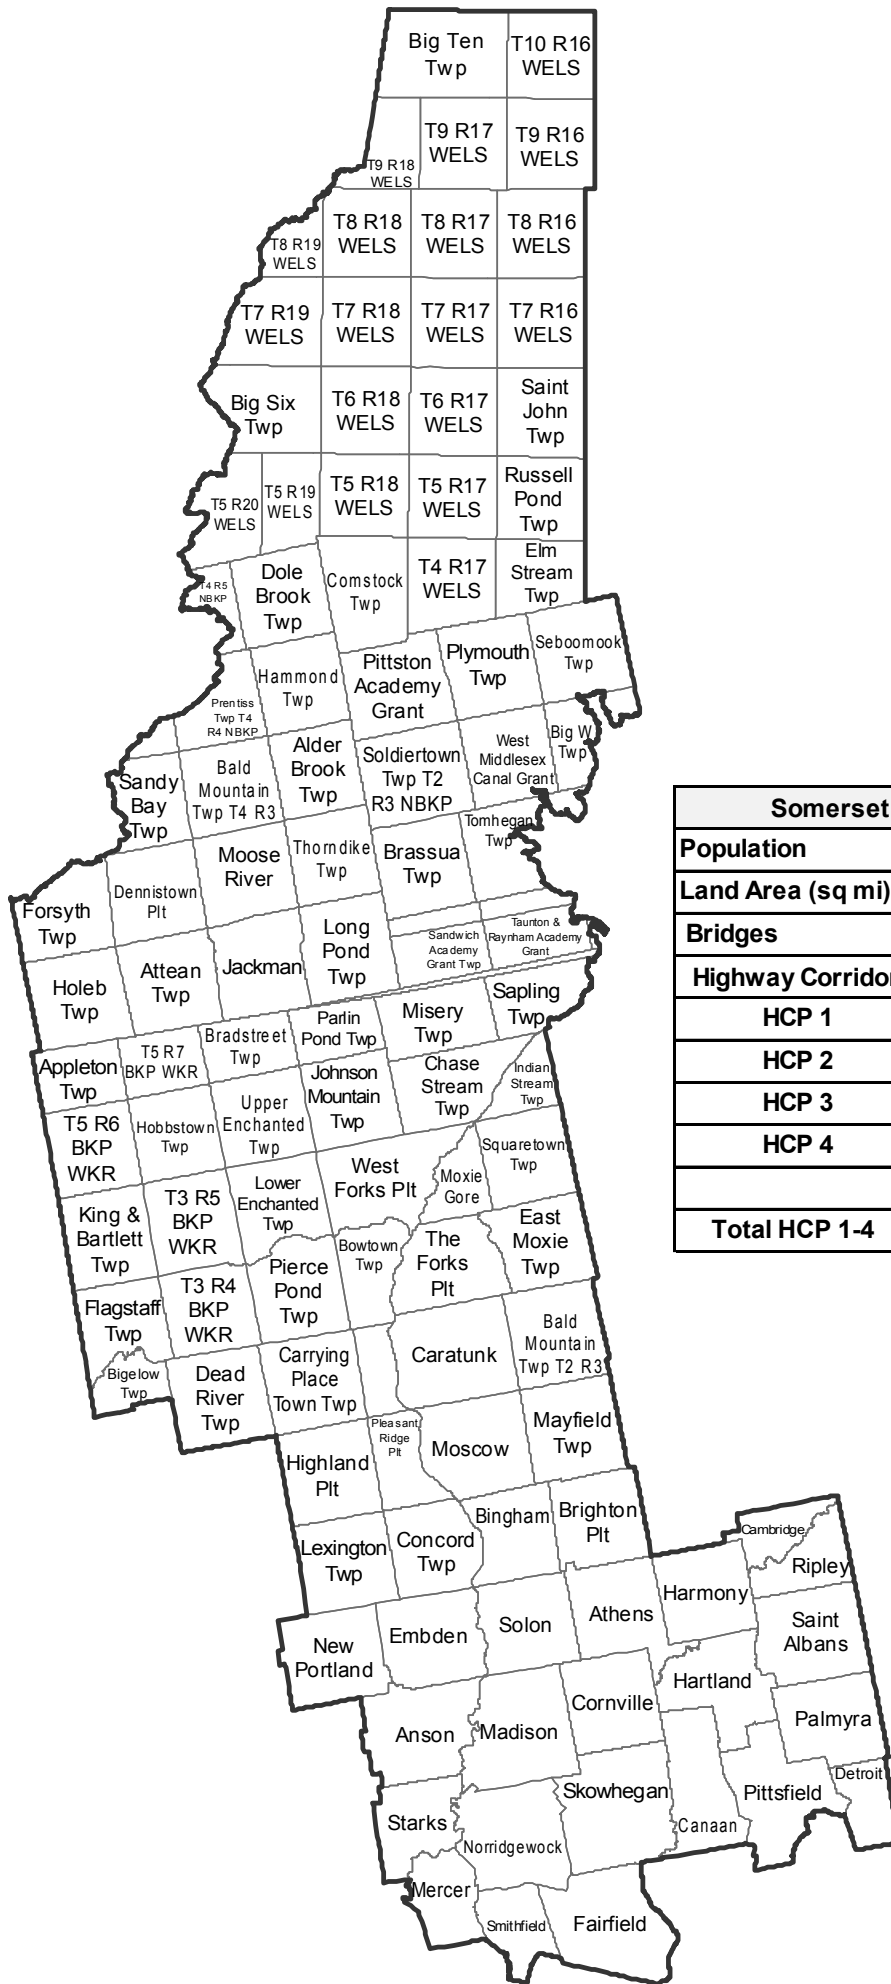 Big Ten
Twp
T10 R16
WELS
T9 R18
WELS
T9 R17
WELS
T9 R16
WELS
T8 R19
WELS
T8 R18
WELS
T8 R17
WELS
T8 R16
WELS
T7 R19
WELS
T7 R18
WELS
T7 R17
WELS
T7 R16
WELS
Big Six
Twp
T6 R18
WELS
T6 R17
WELS
Saint
John
Twp
T5 R20
WELS
T5 R19
WELS
T5 R18
WELS
T5 R17
WELS
Russell
Pond
Twp
T4 R5
NBKP
Dole
Brook
Twp
Comstock
Twp
T4 R17
WELS
Elm
Stream
Twp
Prentiss
Twp T4
R4 NBKP
Hammond
Twp
Pittston
Academy
Grant
Plymouth
Twp
Seboomook
Twp
Sandy
Bay
Twp
Bald
Mountain
Twp T4 R3
Alder
Brook
Twp
Soldiertown
Twp T2
R3 NBKP
West
Middlesex
Canal Grant
Big W
Twp
Forsyth
Twp
Dennistown
Plt
Moose
River
Thorndike
Twp
Brassua
Twp
Tomhegan
Twp
Holeb
Twp
Attean
Twp
Jackman
Long
Pond
Twp
Sandwich
Academy
Grant Twp
Taunton &
Raynham Academy
Grant
Appleton
Twp
T5 R7
BKP WKR
Bradstreet
Twp
Parlin
Pond Twp
Misery
Twp
Sapling
Twp
T5 R6
BKP
WKR
Hobbstown
Twp
Upper
Enchanted
Twp
Johnson
Mountain
Twp
Chase
Stream
Twp
Indian
Stream
Twp
King &
Bartlett
Twp
T3 R5
BKP
WKR
Lower
Enchanted
Twp
West
Forks Plt
Moxie
Gore
Squaretown
Twp
Flagstaff
Twp
T3 R4
BKP
WKR
Pierce
Pond
Twp
Bowtown
Twp
The
Forks
Plt
East
Moxie
Twp
Bigelow
Twp
Dead
River
Twp
Carrying
Place
Town Twp
Caratunk
Bald
Mountain
Twp T2 R3
Highland
Plt
Pleasant
Ridge
Plt
Moscow
Mayfield
Twp
Lexington
Twp
Concord
Twp
Bingham
Brighton
Plt
Cambridge
Ripley
New
Portland
Embden
Solon
Athens
Harmony
Saint
Albans
Anson
Madison
Cornville
Hartland
Palmyra
Starks
Norridgewock
Skowhegan
Canaan
Pittsfield
Detroit
Mercer
Smithfield
Fairfield
Somerset
Population
Land Area (sq mi)
Bridges
Highway Corridor
HCP 1
HCP 2
HCP 3
HCP 4
Total HCP 1-4